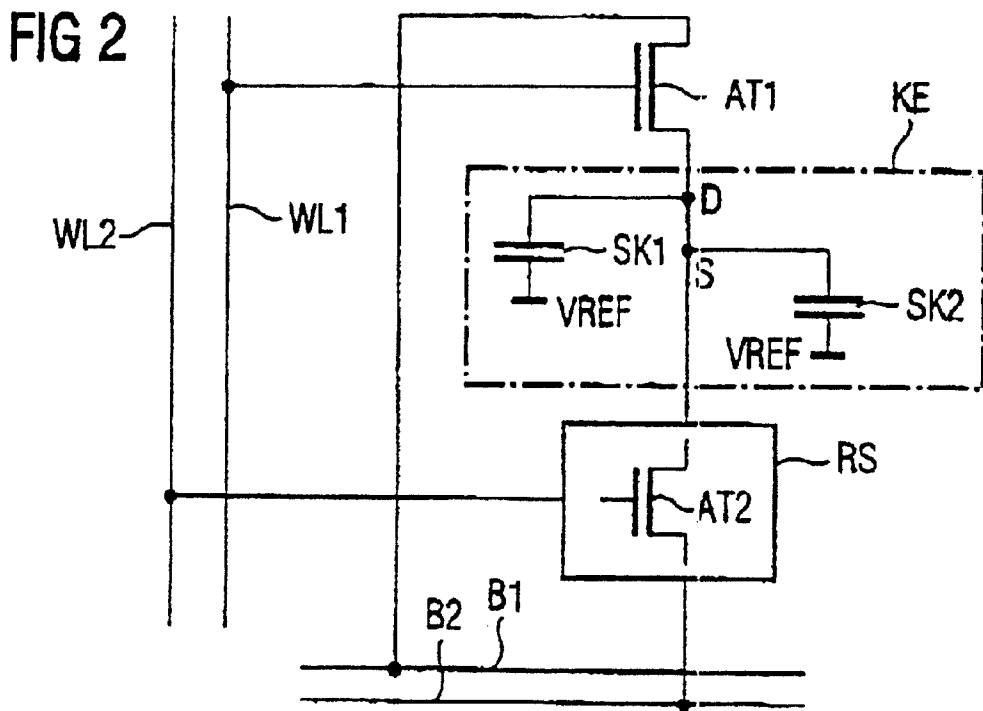 FIG 2
AT1
KE
WL2
WL1
D
SK1
S
VREF
SK2
VREF
RS
AT2
B2
B1